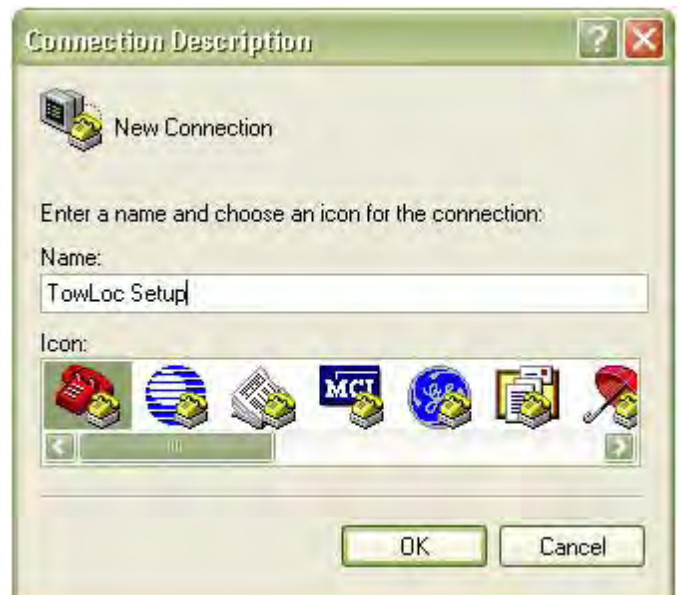 Connection Description
New Connection
Enter a name and choose an icon for the connection:
Name:
TowLoc Setup
Icon:
MCI
OK Cancel